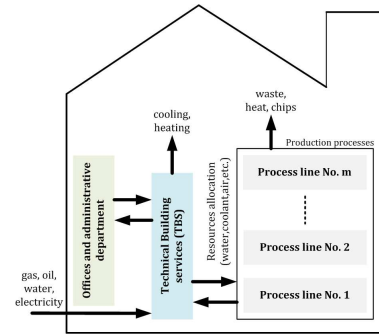 waste,
heat, chips
cooling,
heating
Production processes
Process line No. m
Process line No. 2
Process line No. 1
Resources allocation
(water,coolant,air,etc.)
Technical Building
services (TBS)
Offices and administrative
department
gas, oil,
water,
electricity